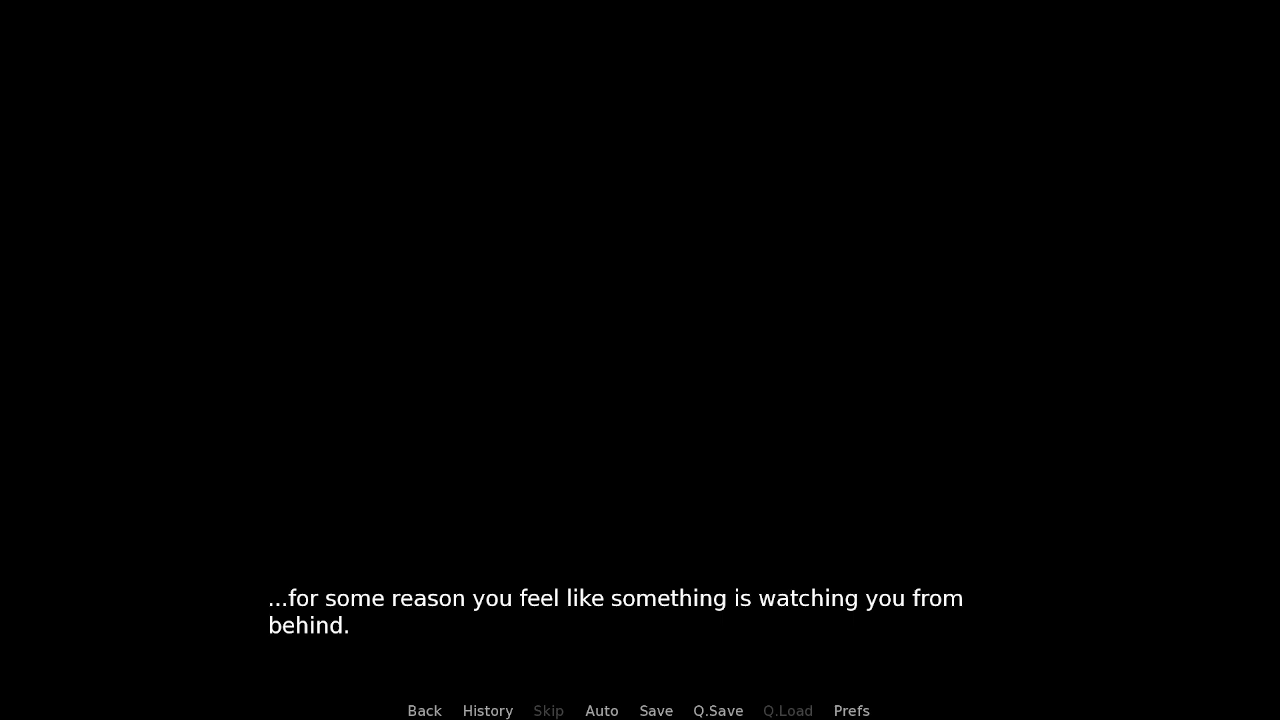 ...for some reason you feel like something is watching you from
behind.
Back History Skip Auto Save Q.Save Q.Load Prefs